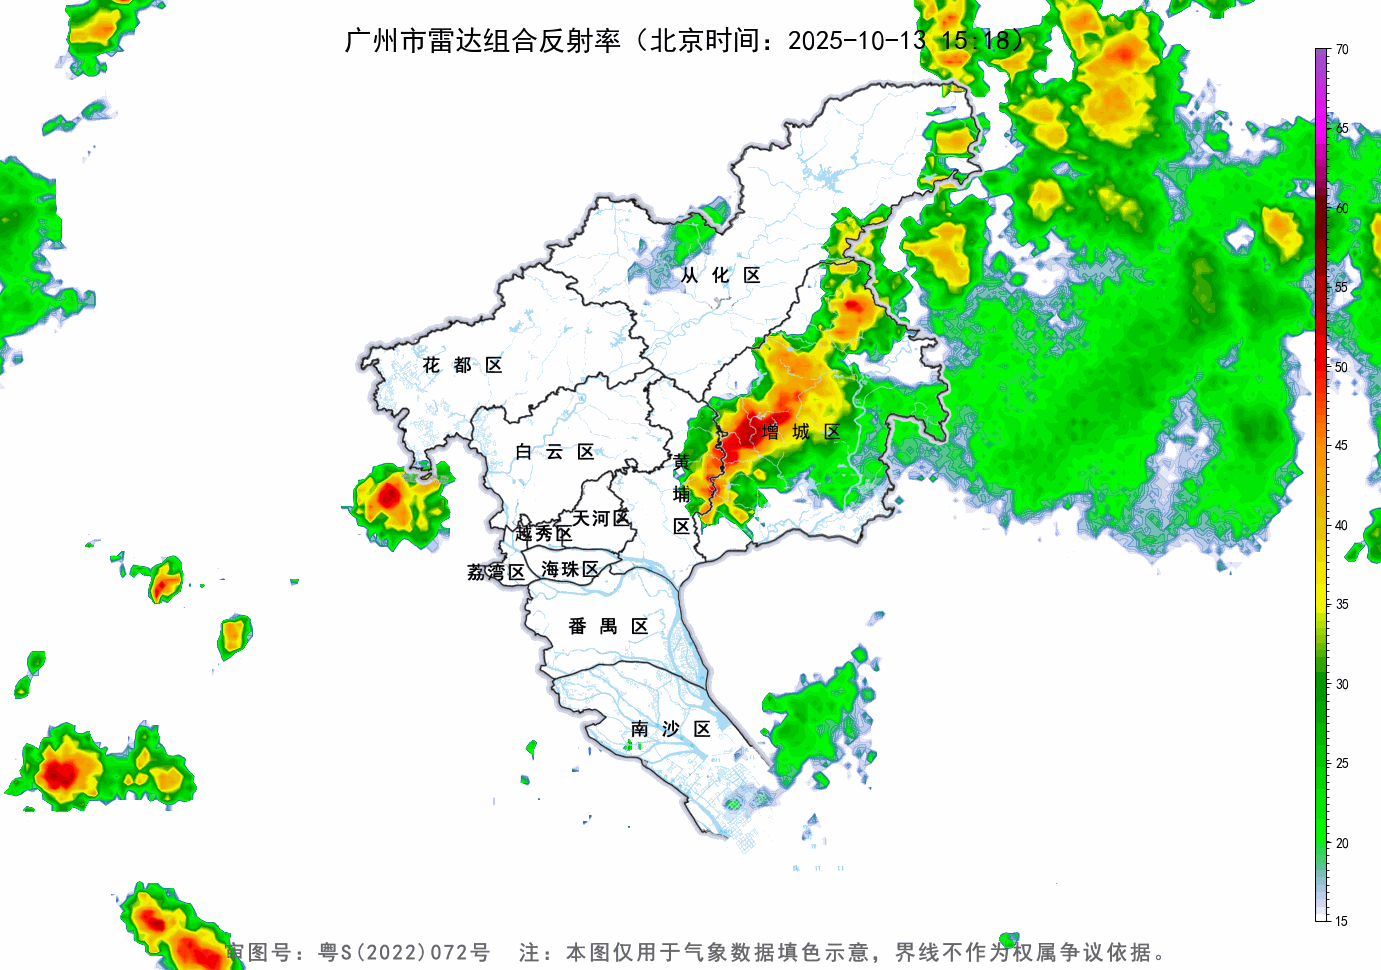 广州市雷达组合反射率（北京时间：2025-10-13 15:18）
70
65
60
55
50
45
40
35
30
25
20
15
从化区
花都区
增城区
白云区
黄埔区
天河区
越秀区
荔湾区
海珠区
番禺区
南沙区
审图号：粤S(2022)072号 注：本图仅用于气象数据填色示意，界线不作为权属争议依据。